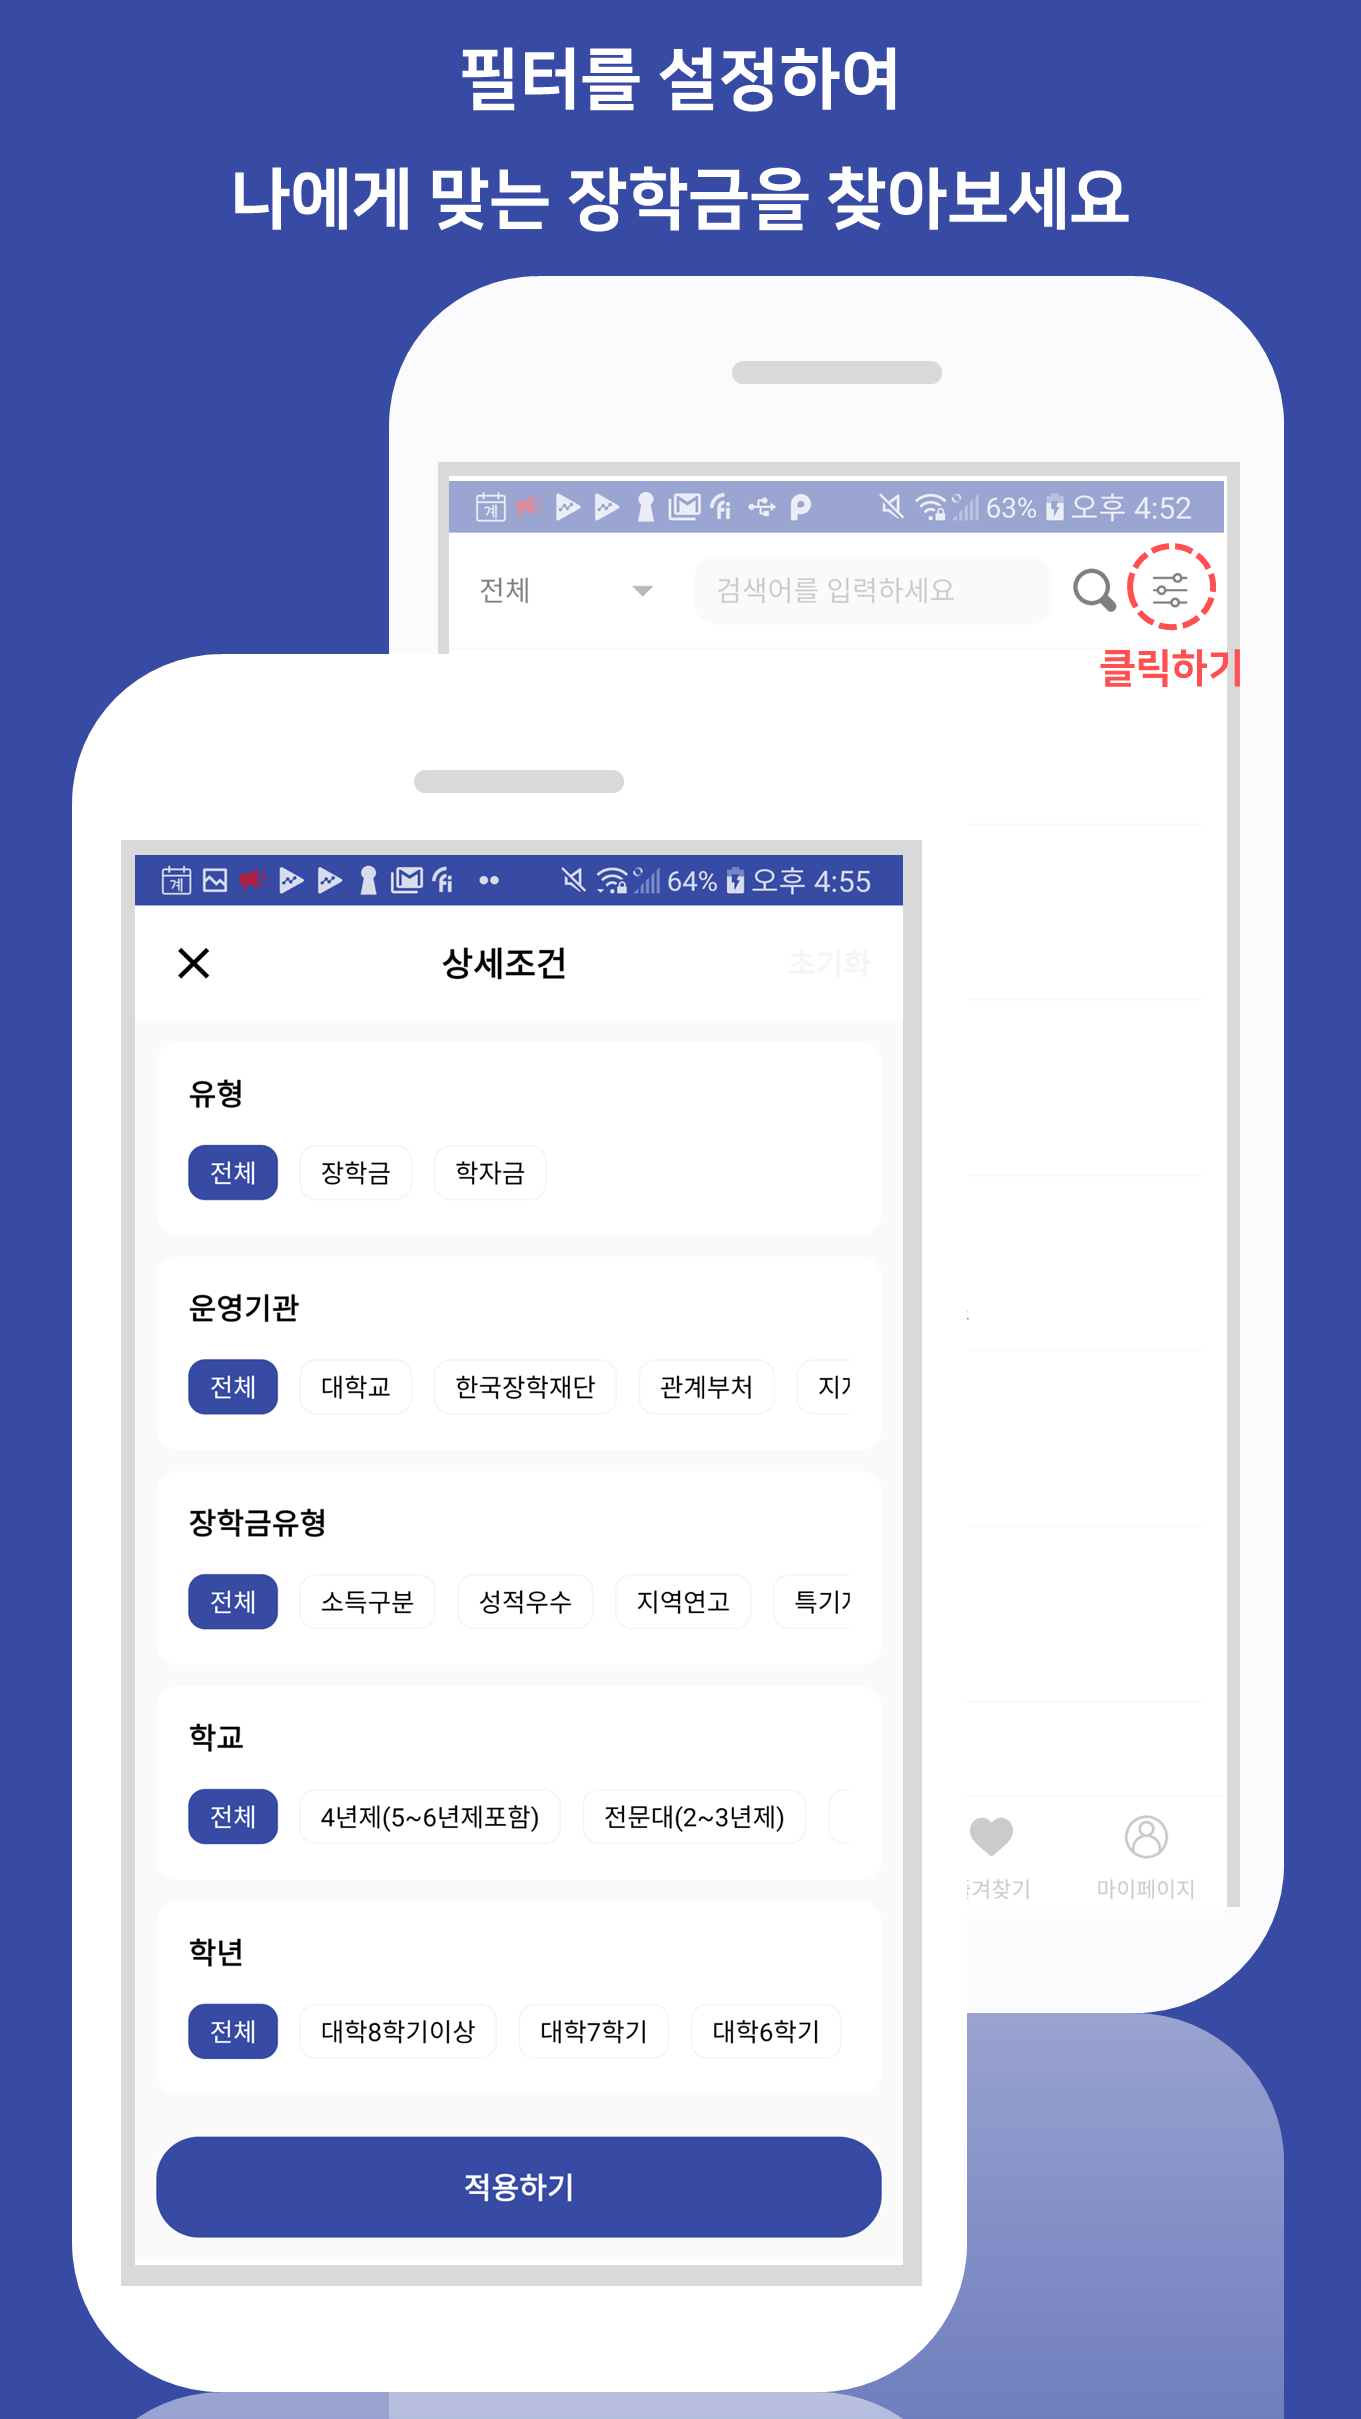 필터를 설정하여
나에게 맞는 장학금을 찾아보세요
63% 오후 4:52
전체 검색어를 입력하세요
클릭하기
64% 오후 4:55
상세조건 초기화
유형
전체 장학금 학자금
운영기관
전체 대학교 한국장학재단 관계부처
장학금유형
전체 소득구분 성적우수 지역연고
학교
전체 4년제(5~6년제포함) 전문대(2~3년제)
겨찾기 마이페이지
학년
전체 대학8학기이상 대학7학기 대학6학기
적용하기